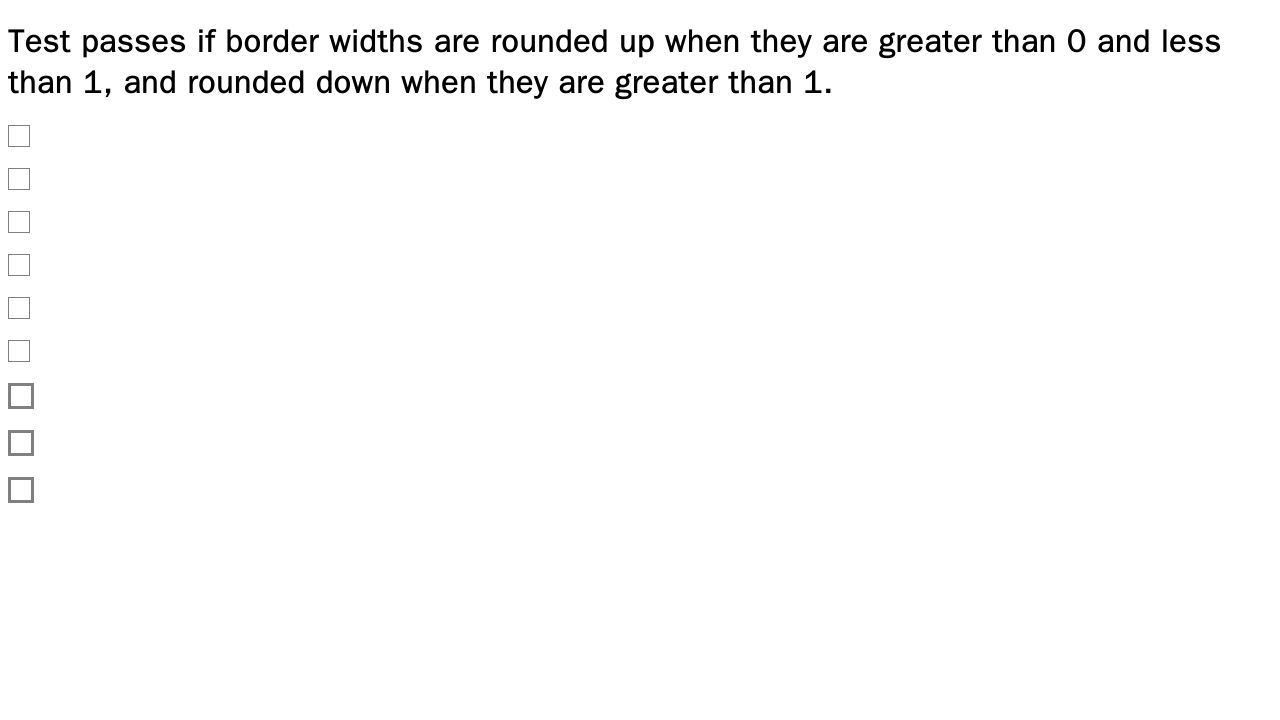 Test passes if border widths are rounded up when they are greater than 0 and less
than 1, and rounded down when they are greater than 1.